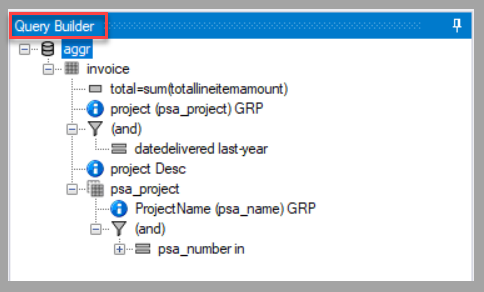 Query Builder
aggr
invoice
total=sum(totallineitemamount)
project (psa_project) GRP
(and)
datedelivered last-year
project Desc
psa_project
ProjectName (psa_name) GRP
(and)
psa_number in